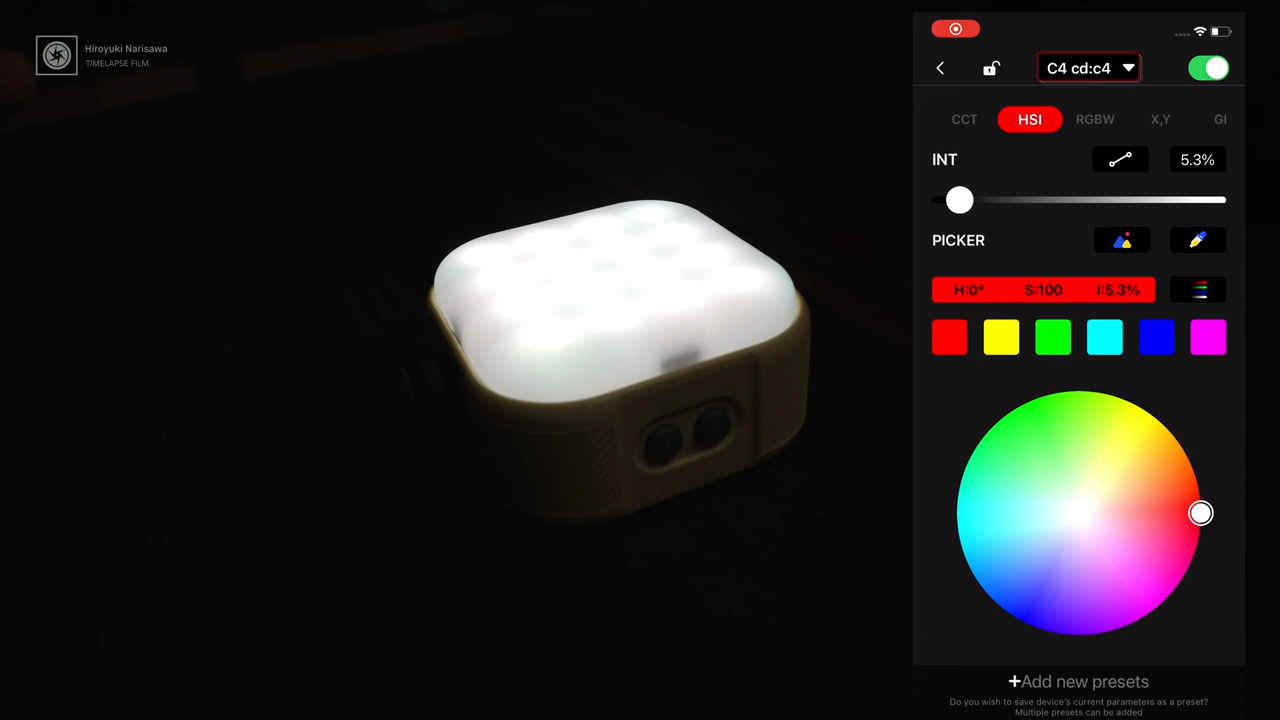 Hiroyuki Narisawa
TIMELAPSE FILM
C4 cd:c4
CCT HSI RGBW X,Y GI
INT 5.3%
PICKER
H:0° S:100 I:5.3%
+Add new presets
Do you wish to save device's current parameters as a preset?
Multiple presets can be added